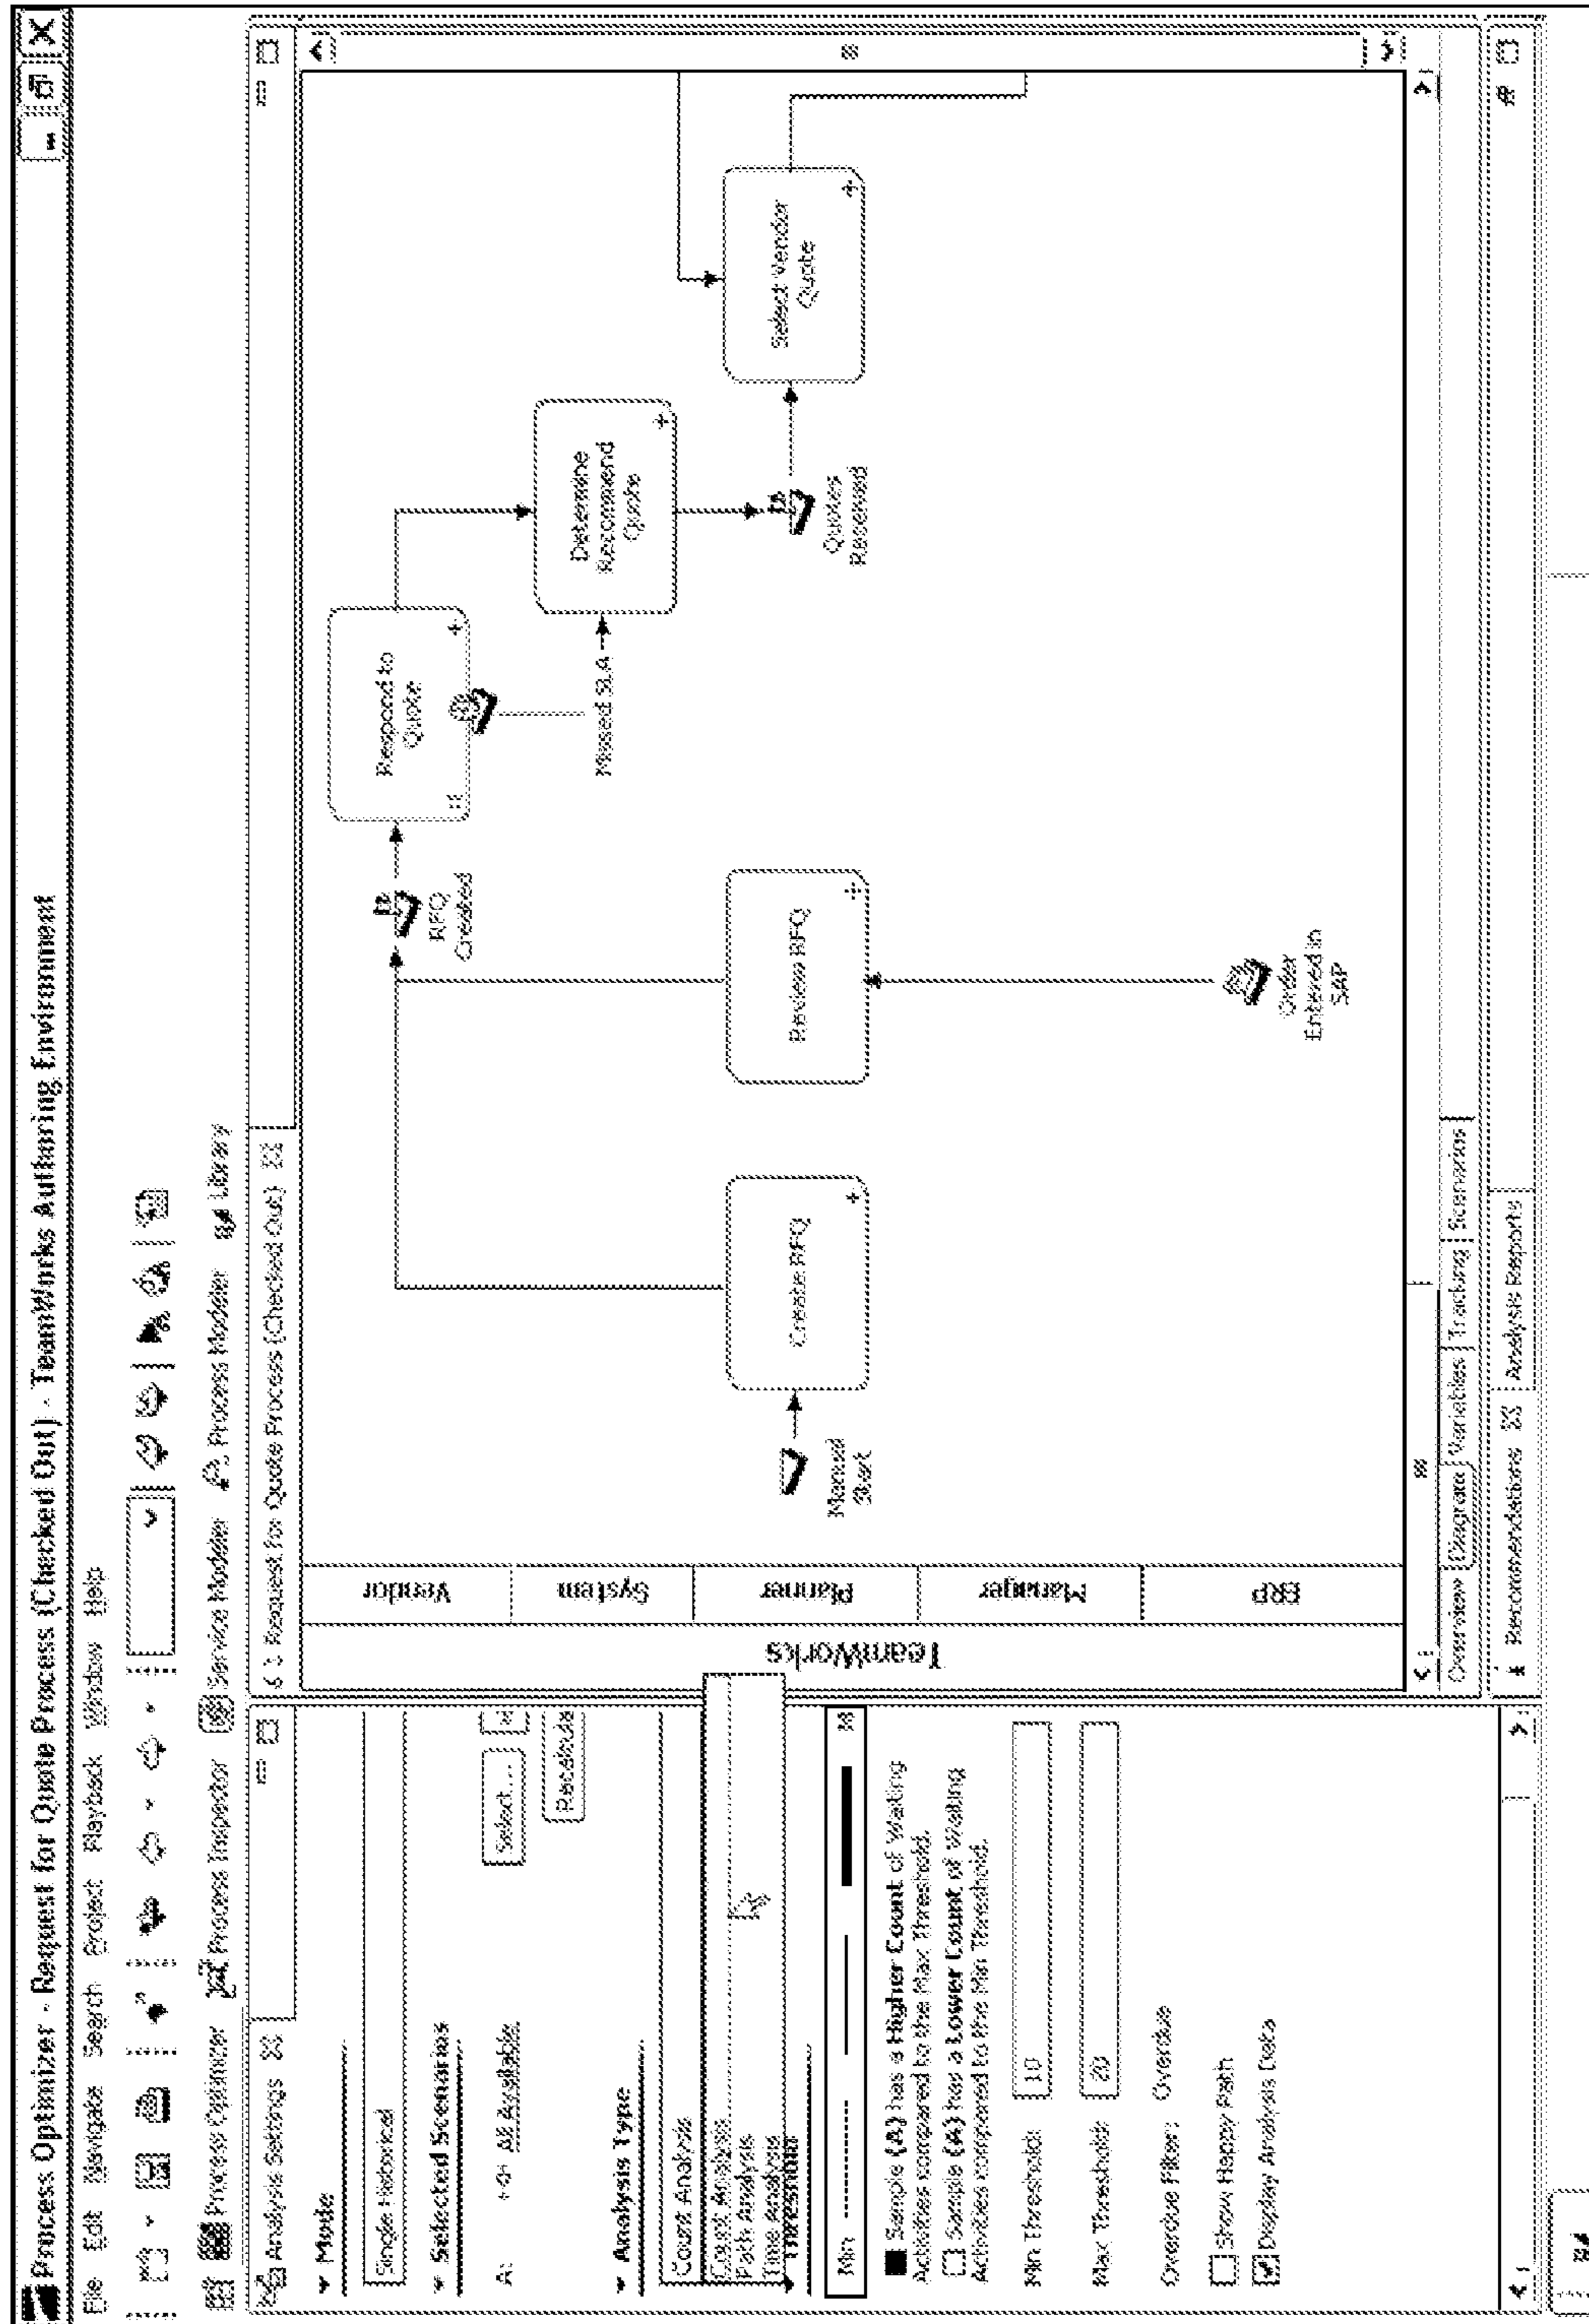 Process Optimizer - Request for Quote Process (Checked Out) - TeamWorks Authoring Environment
File Edit Navigate Search Project Playback Window Help
Process Optimizer Process Inspector Service Modeler Process Modeler Library
Analysis Settings
Mode
Single Historical
Selected Scenarios
A: All Available
Select...
Recalcula
Analysis Type
Count Analysis
Count Analysis
Path Analysis
Time Analysis
Threshold
Min
Sample (A) has a Higher Count of Waiting
Activities compared to the Max Threshold.
Sample (A) has a Lower Count of Waiting
Activities compared to the Min Threshold.
Min Threshold: 10
Max Threshold: 20
Overdue Filter: Overdue
Show Happy Path
Display Analysis Data
Request for Quote Process (Checked Out)
TeamWorks
Vendor
System
Planner
Manager
ERP
Manual
Start
Create RFQ
Review RFQ
Order
Entered in
SAP
RFQ
Created
Respond to
Quote
Missed SLA
Determine
Recommend
Quote
Quotes
Received
Select Vendor
Quote
Overview Diagram Variables Tracking Scenarios
Recommendations Analysis Reports